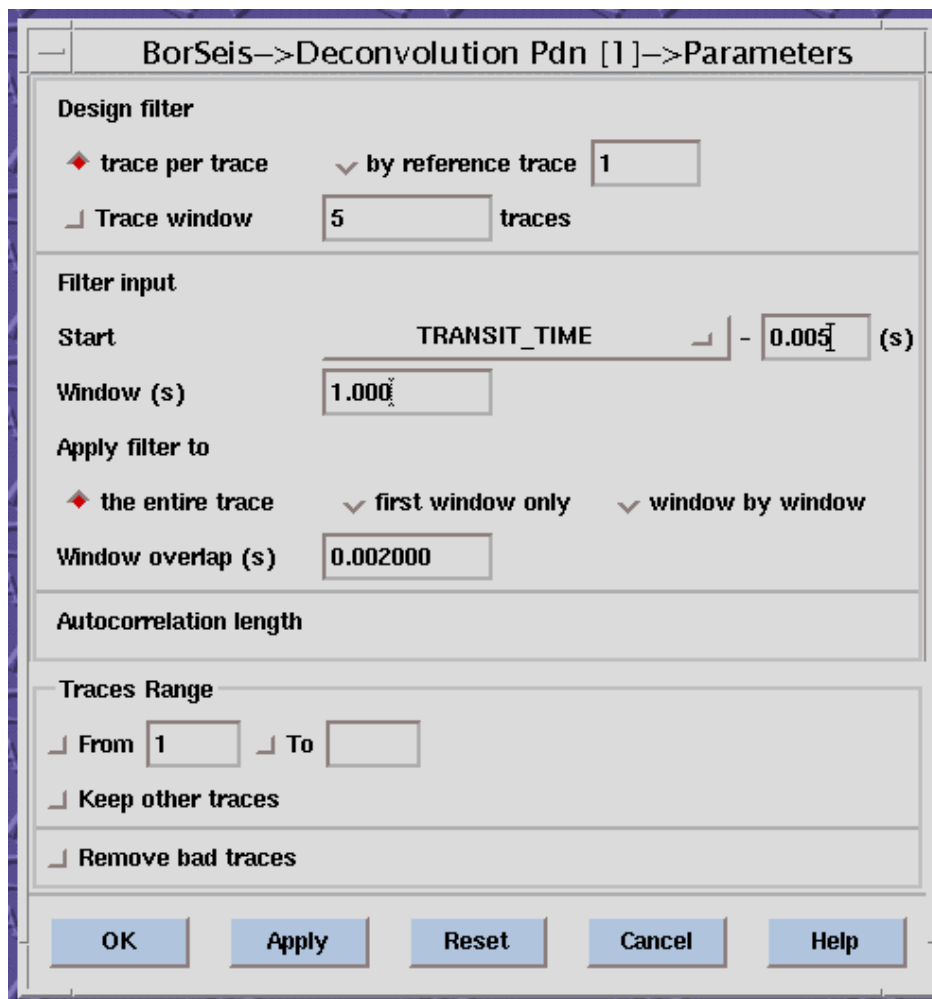 BorSeis–>Deconvolution Pdn [1]–>Parameters
Design filter
trace per trace by reference trace 1
Trace window 5 traces
Filter input
Start TRANSIT_TIME - 0.005 (s)
Window (s) 1.000
Apply filter to
the entire trace first window only window by window
Window overlap (s) 0.002000
Autocorrelation length
Traces Range
From 1 To
Keep other traces
Remove bad traces
OK Apply Reset Cancel Help